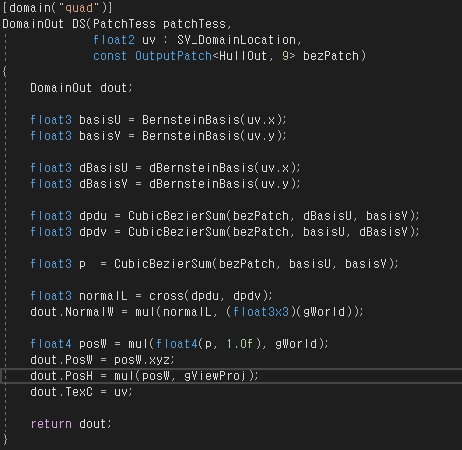 [domain("quad")]
DomainOut DS(PatchTess patchTess,
float2 uv : SV_DomainLocation,
const OutputPatch<HullOut, 9> bezPatch)
{
DomainOut dout;
float3 basisU = BernsteinBasis(uv.x);
float3 basisV = BernsteinBasis(uv.y);
float3 dBasisU = dBernsteinBasis(uv.x);
float3 dBasisV = dBernsteinBasis(uv.y);
float3 dpdu = CubicBezierSum(bezPatch, dBasisU, basisV);
float3 dpdv = CubicBezierSum(bezPatch, basisU, dBasisV);
float3 p  = CubicBezierSum(bezPatch, basisU, basisV);
float3 normalL = cross(dpdu, dpdv);
dout.NormalW = mul(normalL, (float3x3)(gWorld));
float4 posW = mul(float4(p, 1.0f), gWorld);
dout.PosW = posW.xyz;
dout.PosH = mul(posW, gViewProj);
dout.TexC = uv;
return dout;
}